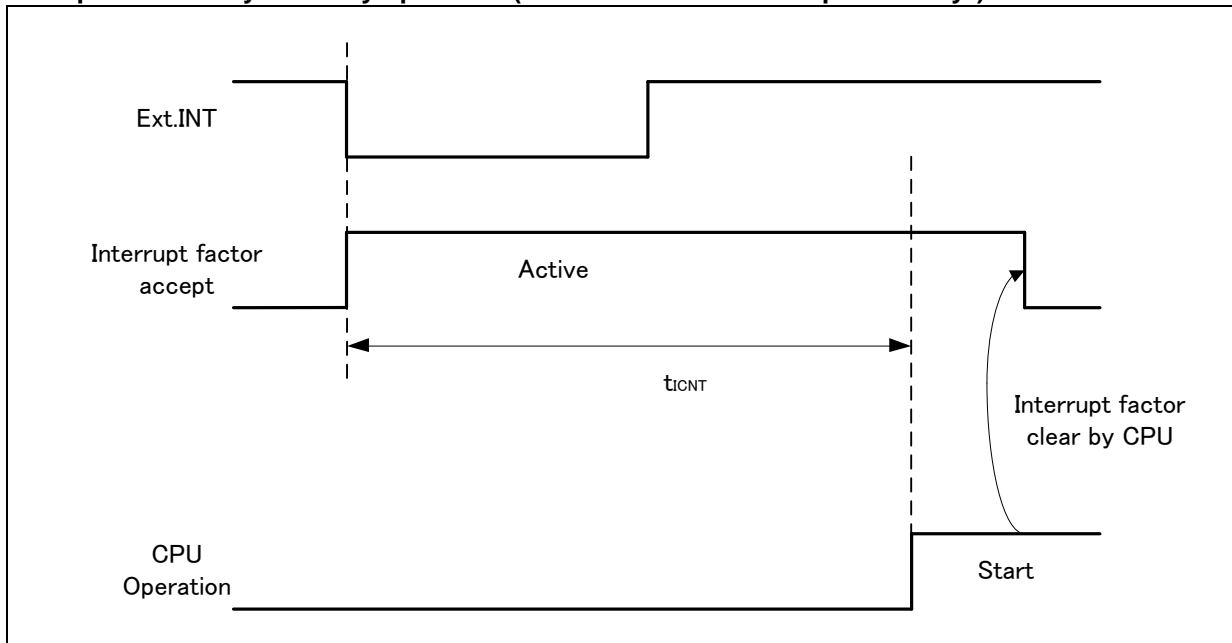 Ext.INT
Interrupt factor
accept
Active
tICNT
Interrupt factor
clear by CPU
CPU
Operation
Start